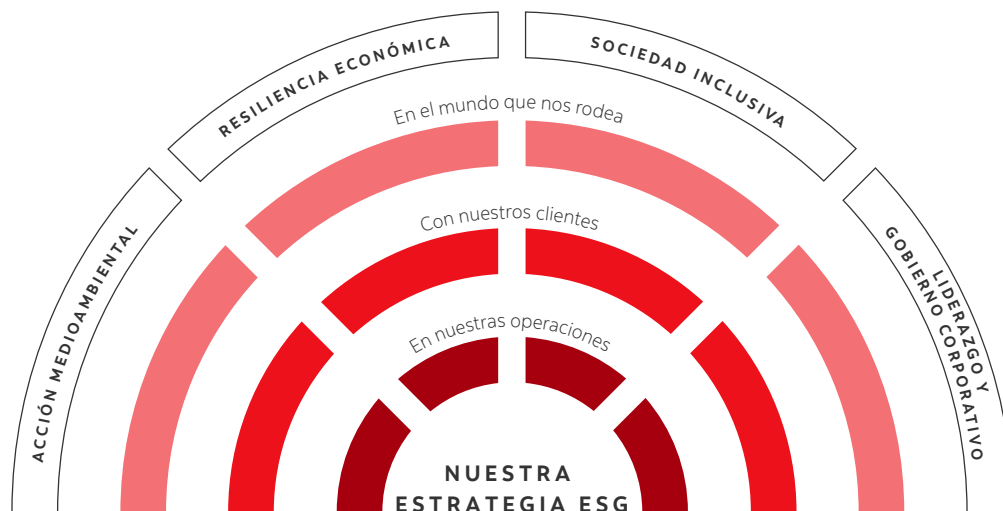 RESILIENCIA ECONÓMICA
SOCIEDAD INCLUSIVA
En el mundo que nos rodea
ACCIÓN MEDIOAMBIENTAL
Con nuestros clientes
LIDERAZGO Y
GOBIERNO CORPORATIVO
En nuestras operaciones
NUESTRA
ESTRATEGIA ESG